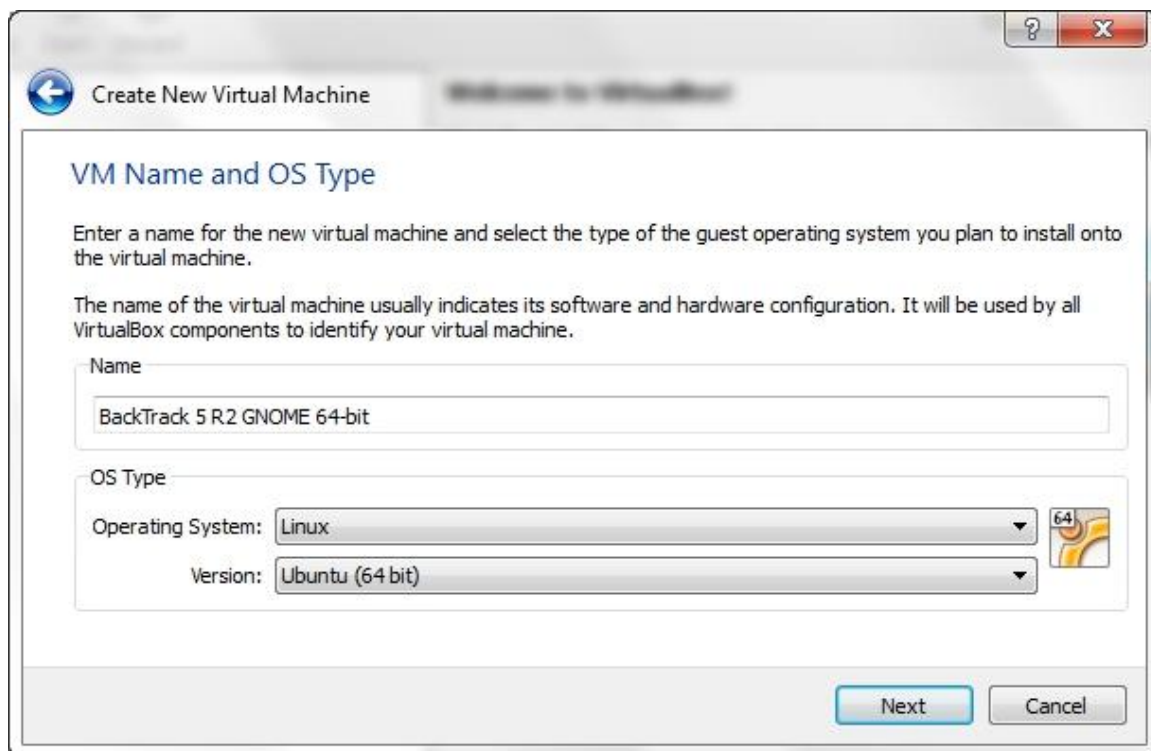 ?
X
Create New Virtual Machine
Welcome to VirtualBox!
VM Name and OS Type
Enter a name for the new virtual machine and select the type of the guest operating system you plan to install onto
the virtual machine.
The name of the virtual machine usually indicates its software and hardware configuration. It will be used by all
VirtualBox components to identify your virtual machine.
Name
BackTrack 5 R2 GNOME 64-bit
OS Type
Operating System: Linux
64
Version: Ubuntu (64 bit)
Next Cancel